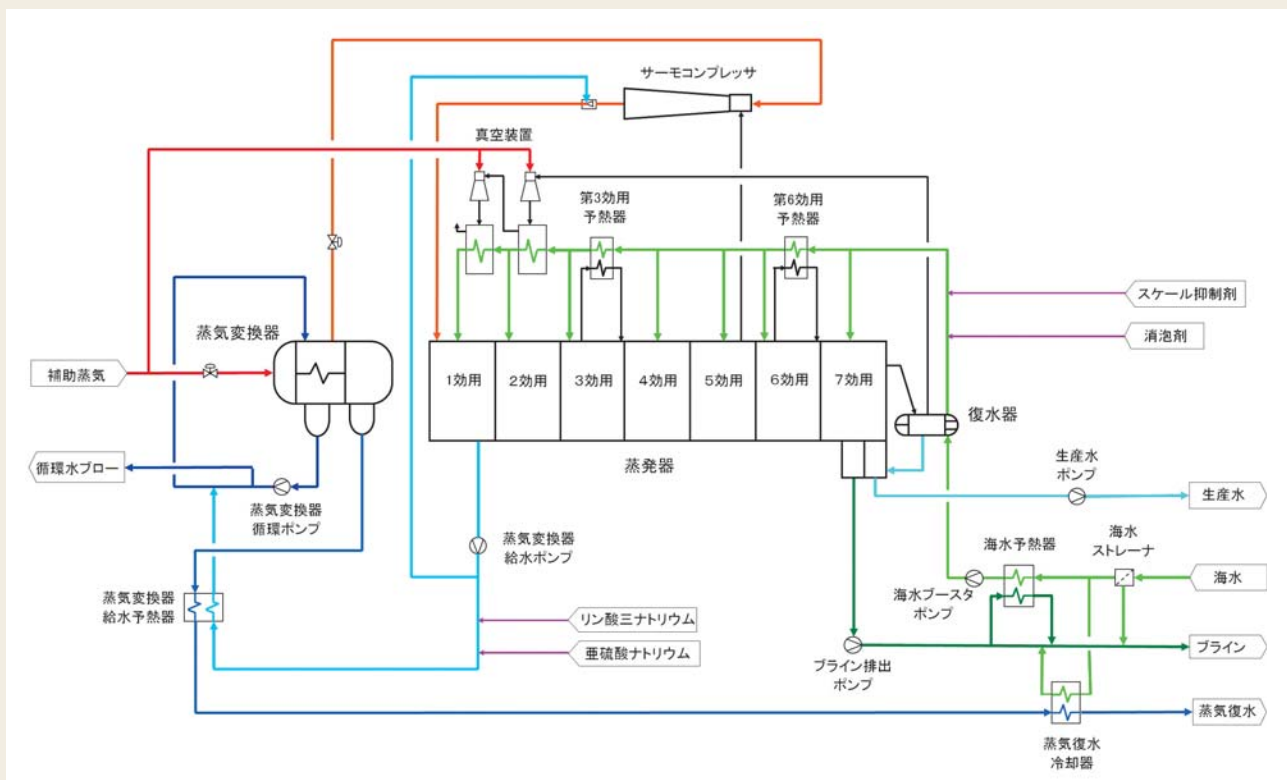 サーモコンプレッサ
真空装置
第3効用
予熱器
第6効用
予熱器
スケール抑制剤
消泡剤
蒸気変換器
補助蒸気
1効用
2効用
3効用
4効用
5効用
6効用
7効用
復水器
蒸発器
循環水ブロー
蒸気変換器
循環ポンプ
生産水
ポンプ
生産水
蒸気変換器
給水ポンプ
海水予熱器
海水
ストレーナ
海水
海水ブースタ
ポンプ
蒸気変換器
給水予熱器
リン酸三ナトリウム
亜硫酸ナトリウム
ブライン排出
ポンプ
ブライン
蒸気復水
蒸気復水
冷却器